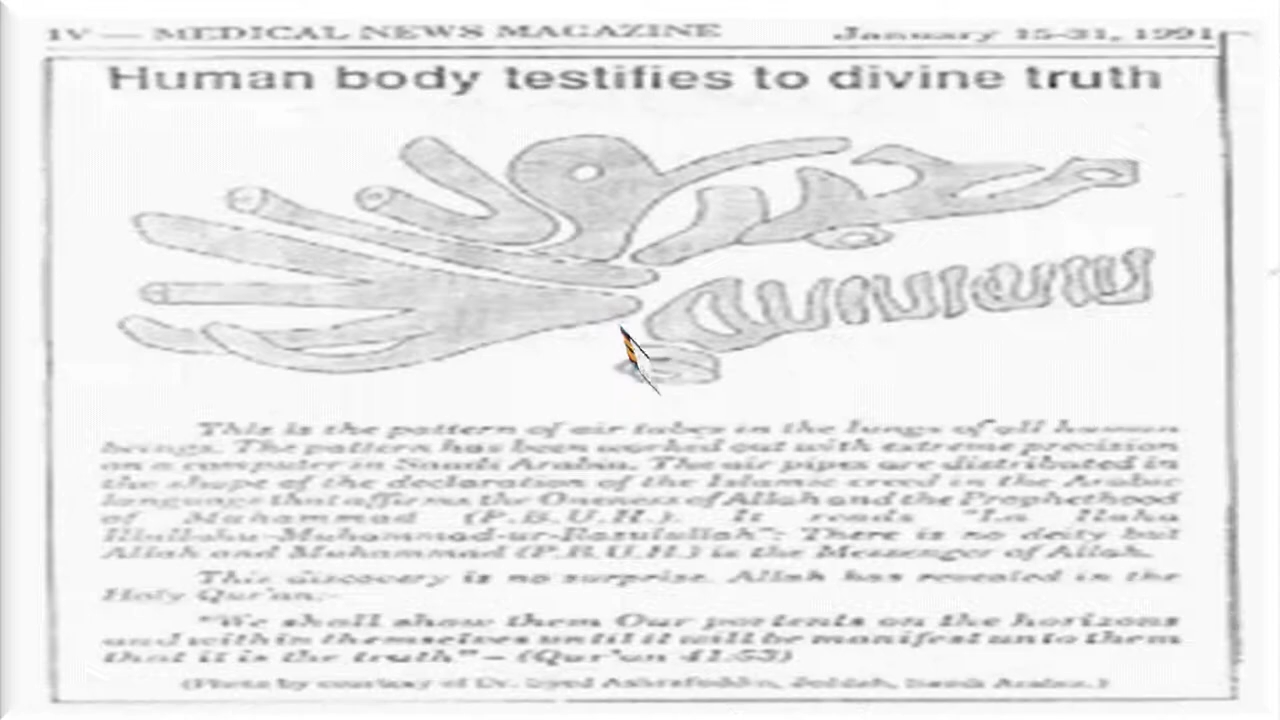 IV — MEDICAL NEWS MAGAZINE January 15-31, 1991
Human body testifies to divine truth
This is the pattern of air tubes in the lungs of all human
beings. The pattern has been worked out with extreme precision
on a computer in Saudi Arabia. The air pipes are distributed in
the shape of the declaration of the Islamic creed in the Arabic
language that affirms the Oneness of Allah and the Prophethood
of Muhammad (P.B.U.H.). It reads "La Ilaha
Illallahu-Muhammad-ur-Rasulullah": There is no deity but
Allah and Muhammad (P.B.U.H.) is the Messenger of Allah.
This discovery is no surprise. Allah has revealed in the
Holy Qur'an:-
"We shall show them Our portents on the horizons
and within themselves until it will be manifest unto them
that it is the truth" – (Qur'an 41:53)
(Photo by courtesy of Dr. Syed Ashrafuddin, Jeddah, Saudi Arabia.)